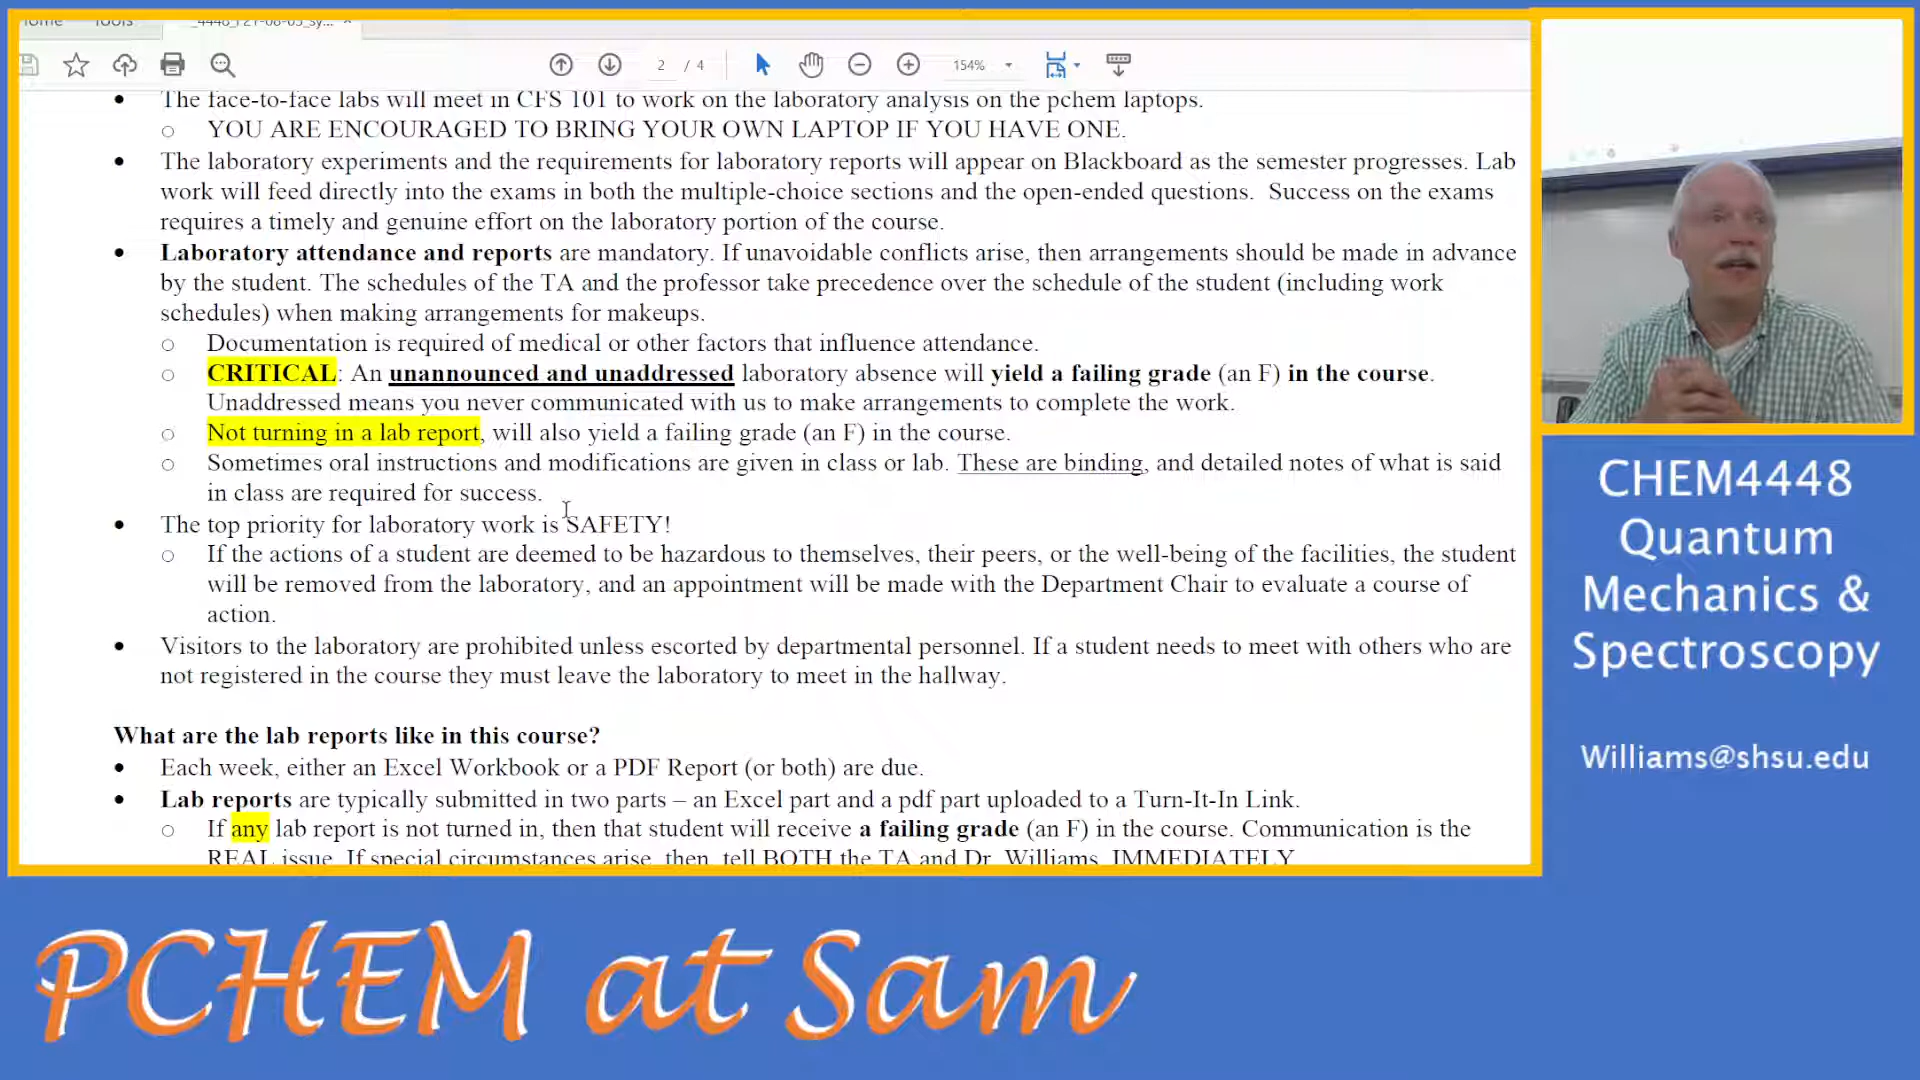 Tools
2 / 4
154%
The face-to-face labs will meet in CFS 101 to work on the laboratory analysis on the pchem laptops.
YOU ARE ENCOURAGED TO BRING YOUR OWN LAPTOP IF YOU HAVE ONE.
The laboratory experiments and the requirements for laboratory reports will appear on Blackboard as the semester progresses. Lab
work will feed directly into the exams in both the multiple-choice sections and the open-ended questions. Success on the exams
requires a timely and genuine effort on the laboratory portion of the course.
Laboratory attendance and reports are mandatory. If unavoidable conflicts arise, then arrangements should be made in advance
by the student. The schedules of the TA and the professor take precedence over the schedule of the student (including work
schedules) when making arrangements for makeups.
Documentation is required of medical or other factors that influence attendance.
CRITICAL: An unannounced and unaddressed laboratory absence will yield a failing grade (an F) in the course.
Unaddressed means you never communicated with us to make arrangements to complete the work.
Not turning in a lab report, will also yield a failing grade (an F) in the course.
Sometimes oral instructions and modifications are given in class or lab. These are binding, and detailed notes of what is said
in class are required for success.
The top priority for laboratory work is SAFETY!
If the actions of a student are deemed to be hazardous to themselves, their peers, or the well-being of the facilities, the student
will be removed from the laboratory, and an appointment will be made with the Department Chair to evaluate a course of
action.
Visitors to the laboratory are prohibited unless escorted by departmental personnel. If a student needs to meet with others who are
not registered in the course they must leave the laboratory to meet in the hallway.
What are the lab reports like in this course?
Each week, either an Excel Workbook or a PDF Report (or both) are due.
Lab reports are typically submitted in two parts – an Excel part and a pdf part uploaded to a Turn-It-In Link.
If any lab report is not turned in, then that student will receive a failing grade (an F) in the course. Communication is the
REAL issue. If special circumstances arise, then, tell BOTH the TA and Dr. Williams, IMMEDIATELY
CHEM4448
Quantum
Mechanics &
Spectroscopy
Williams@shsu.edu
PCHEM at Sam